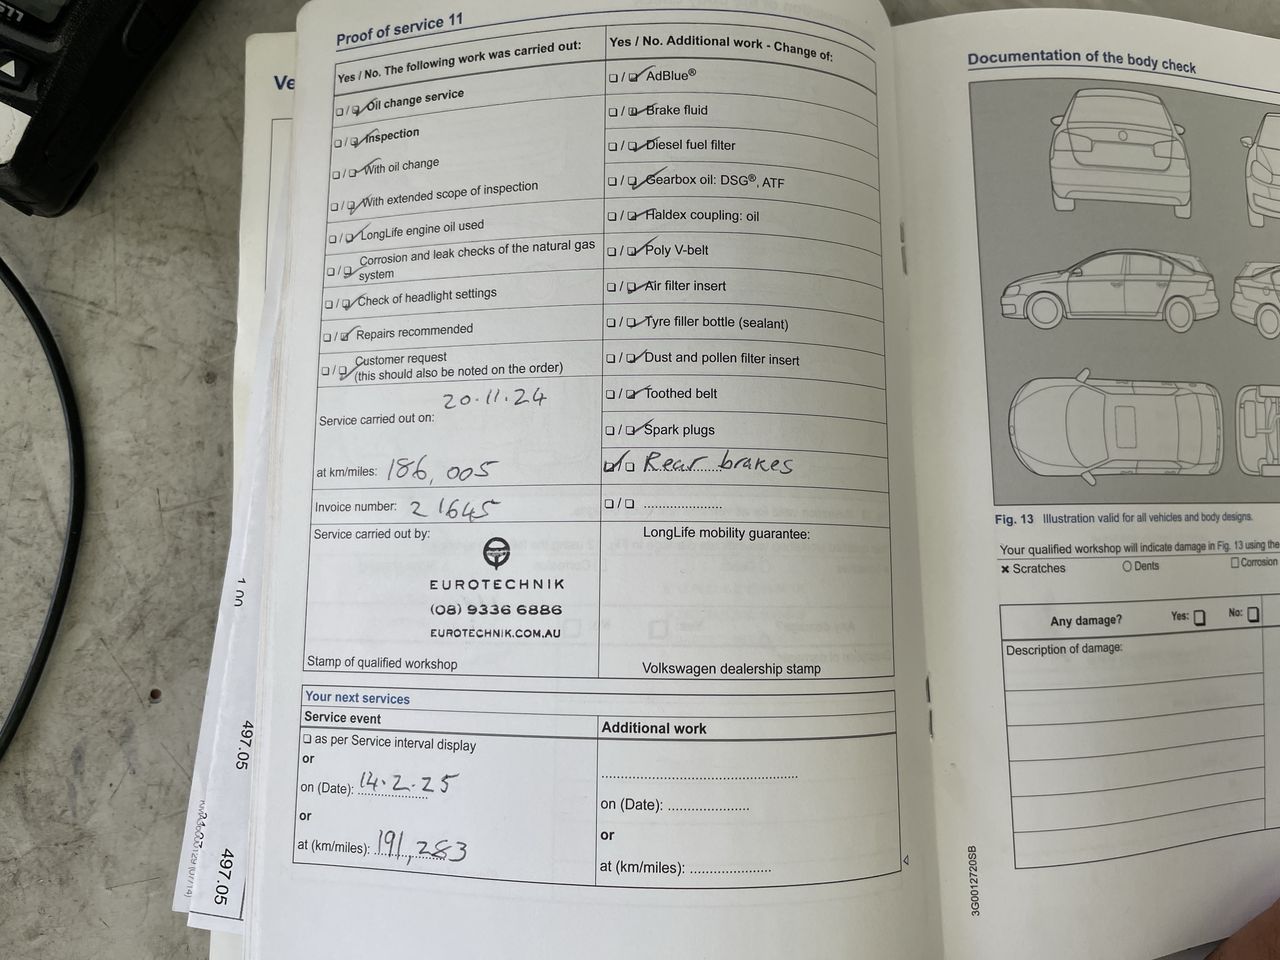 Proof of service 11
Yes / No. The following work was carried out:
☐ / ☑ Oil change service
☐ / ☑ Inspection
☐ / ☑ With oil change
☐ / ☑ With extended scope of inspection
☐ / ☑ LongLife engine oil used
☐ / ☑ Corrosion and leak checks of the natural gas
system
☐ / ☑ Check of headlight settings
☐ / ☑ Repairs recommended
☐ / ☑ Customer request
(this should also be noted on the order)
Service carried out on: 20.11.24
at km/miles: 186,005
Invoice number: 21645
Service carried out by:
EUROTECHNIK
(08) 9336 6886
EUROTECHNIK.COM.AU
Stamp of qualified workshop
Yes / No. Additional work - Change of:
☐ / ☑ AdBlue®
☐ / ☑ Brake fluid
☐ / ☑ Diesel fuel filter
☐ / ☑ Gearbox oil: DSG®, ATF
☐ / ☑ Haldex coupling: oil
☐ / ☑ Poly V-belt
☐ / ☑ Air filter insert
☐ / ☑ Tyre filler bottle (sealant)
☐ / ☑ Dust and pollen filter insert
☐ / ☑ Toothed belt
☐ / ☑ Spark plugs
☑ / ☐ Rear brakes
☐ / ☐ ......................
LongLife mobility guarantee:
Volkswagen dealership stamp
Your next services
Service event
☐ as per Service interval display
or
on (Date): 14.2.25
or
at (km/miles): 191,283
Additional work
on (Date): ......................
or
at (km/miles): ......................
Ve
1.00
497.05
497.05
Documentation of the body check
Fig. 13 Illustration valid for all vehicles and body designs.
Your qualified workshop will indicate damage in Fig. 13 using the
× Scratches
○ Dents
☐ Corrosion
Any damage? Yes: ☐ No: ☐
Description of damage:
3G0012720SB